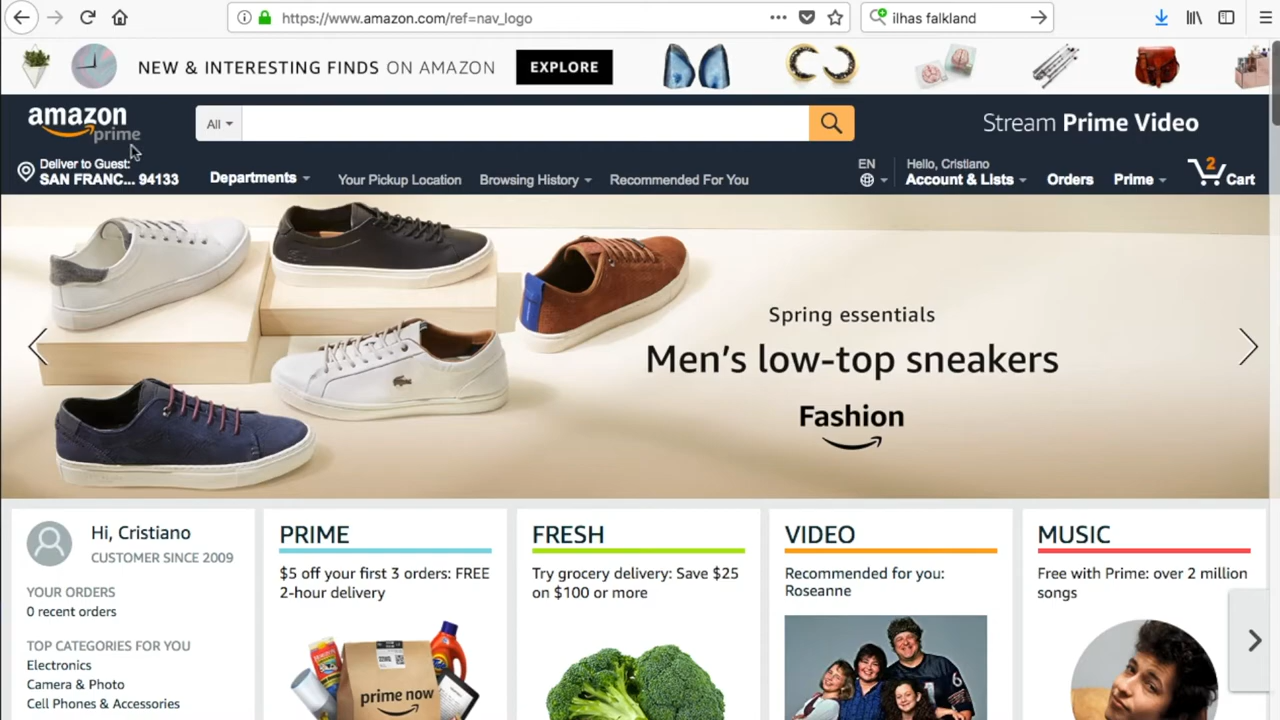 https://www.amazon.com/ref=nav_logo
ilhas falkland
NEW & INTERESTING FINDS ON AMAZON
EXPLORE
amazon
prime
All
Stream Prime Video
Deliver to Guest:
SAN FRANC... 94133
Departments
Your Pickup Location
Browsing History
Recommended For You
EN
Hello, Cristiano
Account & Lists
Orders
Prime
2
Cart
Spring essentials
Men's low-top sneakers
Fashion
Hi, Cristiano
CUSTOMER SINCE 2009
YOUR ORDERS
0 recent orders
TOP CATEGORIES FOR YOU
Electronics
Camera & Photo
Cell Phones & Accessories
PRIME
$5 off your first 3 orders: FREE
2-hour delivery
prime now
FRESH
Try grocery delivery: Save $25
on $100 or more
VIDEO
Recommended for you:
Roseanne
6
MUSIC
Free with Prime: over 2 million
songs